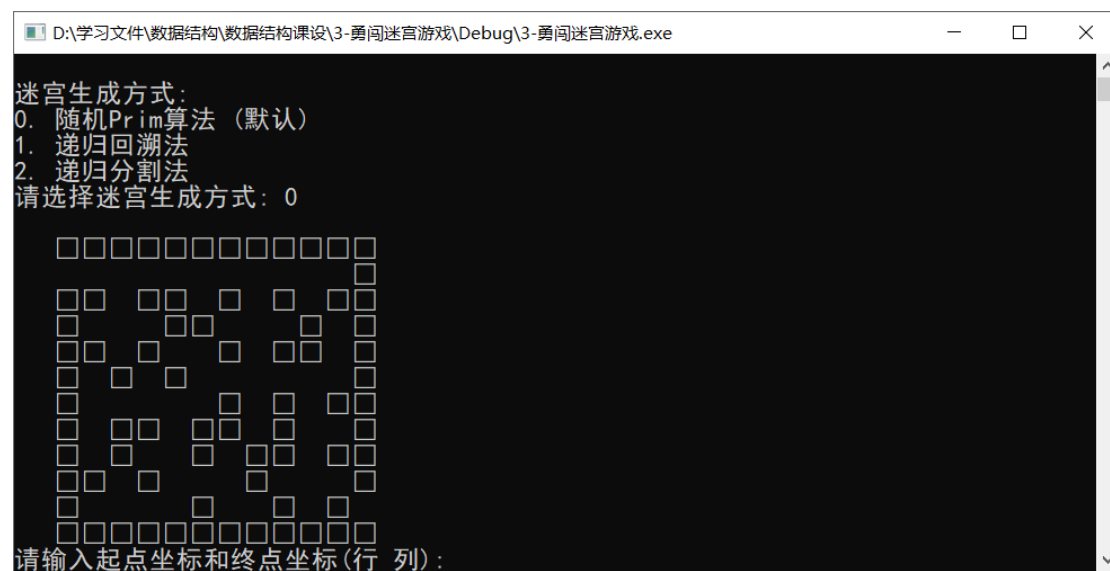 D:\学习文件\数据结构\数据结构课设\3-勇闯迷宫游戏\Debug\3-勇闯迷宫游戏.exe
迷宫生成方式:
0. 随机Prim算法 (默认)
1. 递归回溯法
2. 递归分割法
请选择迷宫生成方式: 0
请输入起点坐标和终点坐标(行 列):